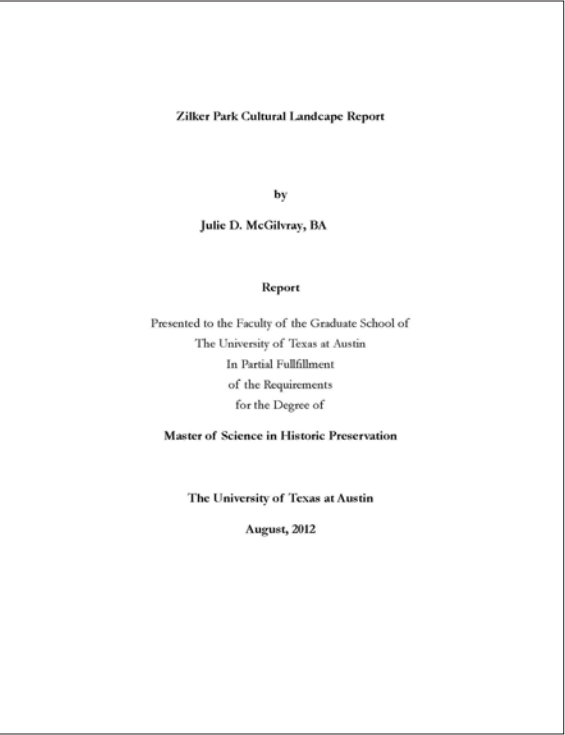 Zilker Park Cultural Landcape Report
by
Julie D. McGilvray, BA
Report
Presented to the Faculty of the Graduate School of
The University of Texas at Austin
In Partial Fullfillment
of the Requirements
for the Degree of
Master of Science in Historic Preservation
The University of Texas at Austin
August, 2012